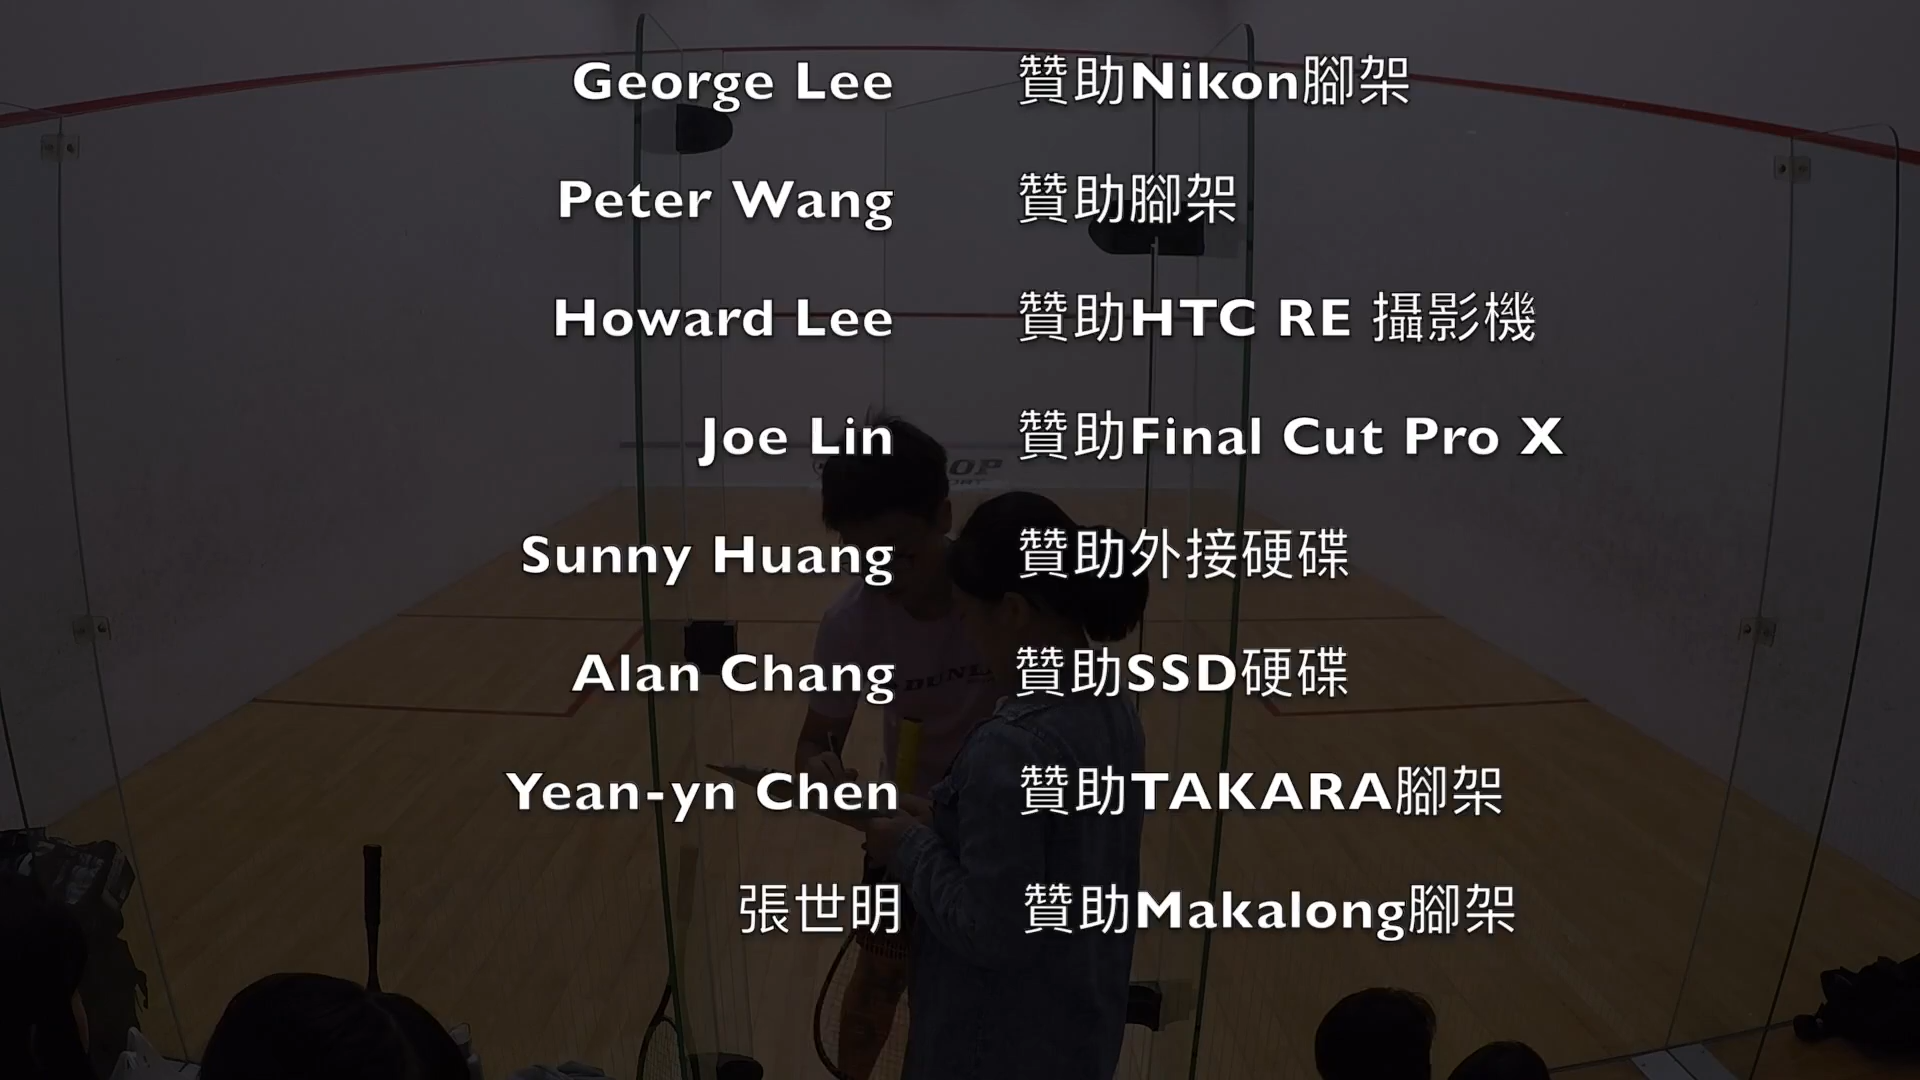 George Lee 贊助Nikon腳架
Peter Wang 贊助腳架
Howard Lee 贊助HTC RE 攝影機
Joe Lin 贊助Final Cut Pro X
Sunny Huang 贊助外接硬碟
Alan Chang 贊助SSD硬碟
Yean-yn Chen 贊助TAKARA腳架
張世明 贊助Makalong腳架